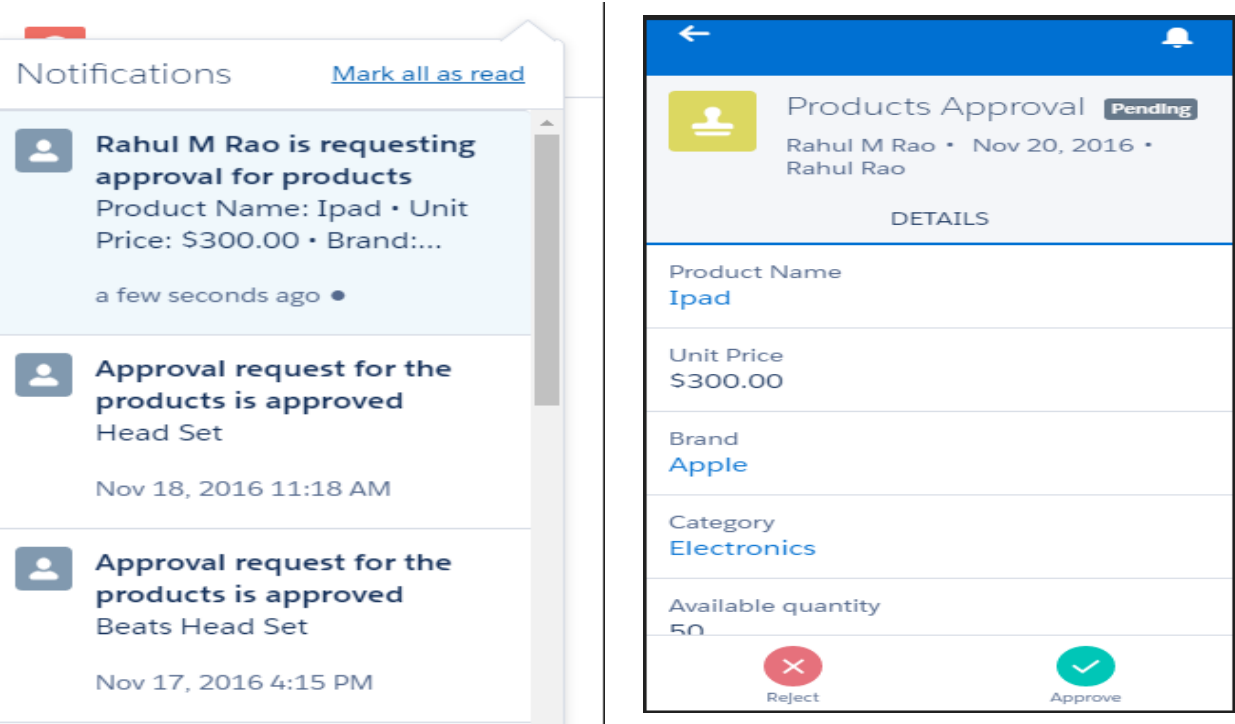 Notifications
Mark all as read
Rahul M Rao is requesting
approval for products
Product Name: Ipad • Unit
Price: $300.00 • Brand:...
a few seconds ago •
Approval request for the
products is approved
Head Set
Nov 18, 2016 11:18 AM
Approval request for the
products is approved
Beats Head Set
Nov 17, 2016 4:15 PM
Products Approval Pending
Rahul M Rao • Nov 20, 2016 •
Rahul Rao
DETAILS
Product Name
Ipad
Unit Price
$300.00
Brand
Apple
Category
Electronics
Available quantity
50
Reject
Approve